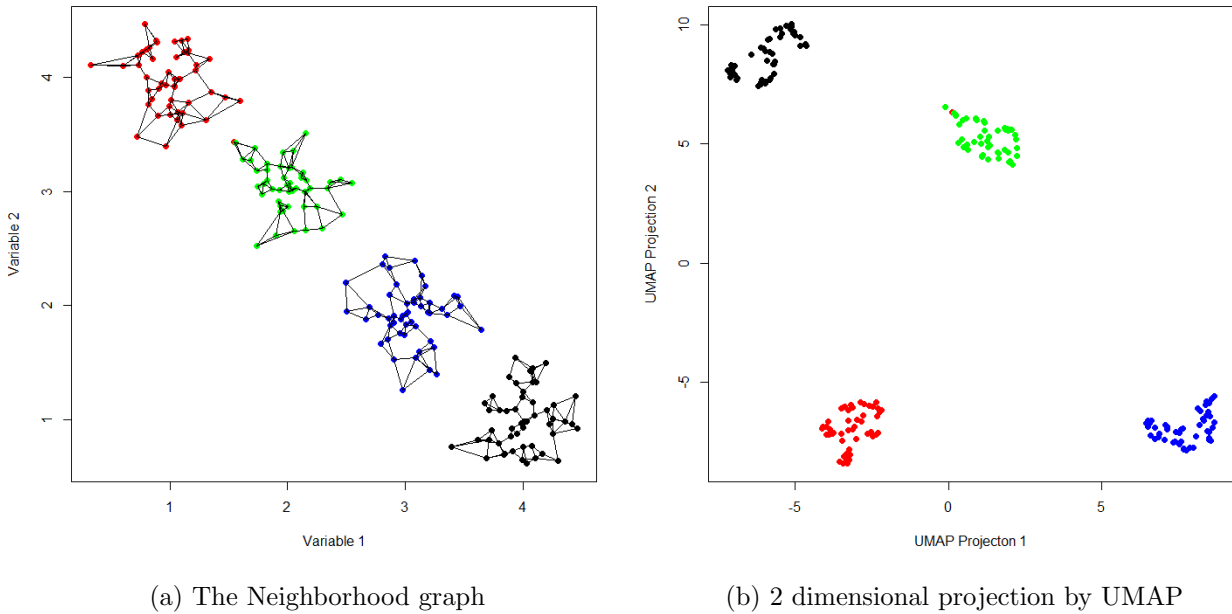 4
3
2
1
Variable 2
1
2
3
4
Variable 1
(a) The Neighborhood graph
10
5
0
-5
UMAP Projection 2
-5
0
5
UMAP Projecton 1
(b) 2 dimensional projection by UMAP